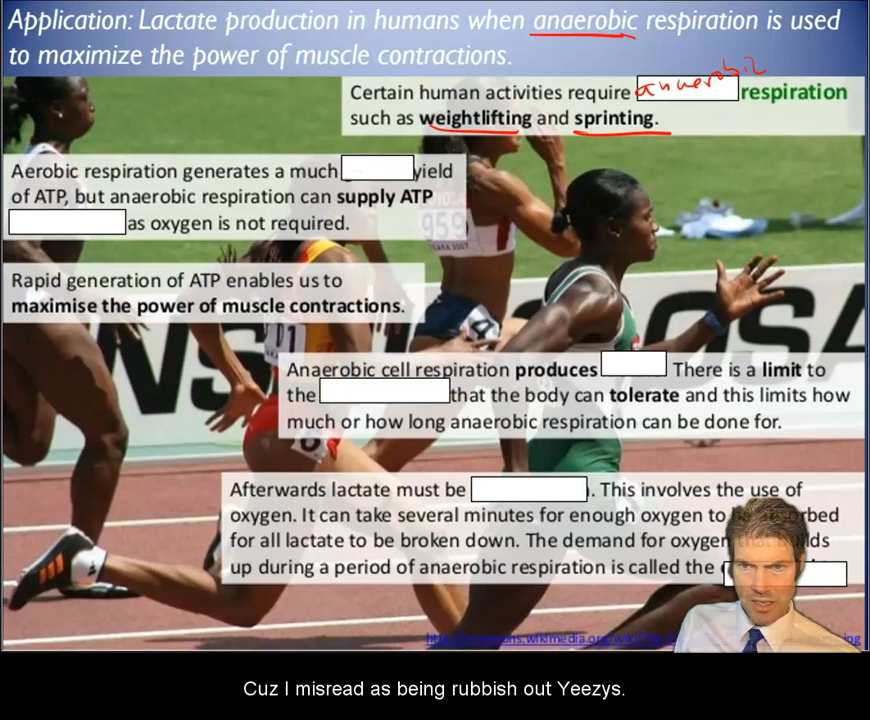 Application: Lactate production in humans when anaerobic respiration is used
to maximize the power of muscle contractions.
Certain human activities require anaerobic respiration
such as weightlifting and sprinting.
Aerobic respiration generates a much yield
of ATP, but anaerobic respiration can supply ATP
as oxygen is not required.
959
Rapid generation of ATP enables us to
maximise the power of muscle contractions.
Anaerobic cell respiration produces There is a limit to
the that the body can tolerate and this limits how
much or how long anaerobic respiration can be done for.
Afterwards lactate must be . This involves the use of
oxygen. It can take several minutes for enough oxygen to
for all lactate to be broken down. The demand for oxygen
up during a period of anaerobic respiration is called the
Cuz I misread as being rubbish out Yeezys.